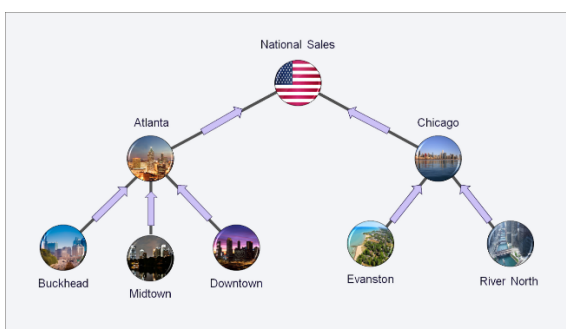 National Sales
Atlanta
Chicago
Buckhead
Midtown
Downtown
Evanston
River North